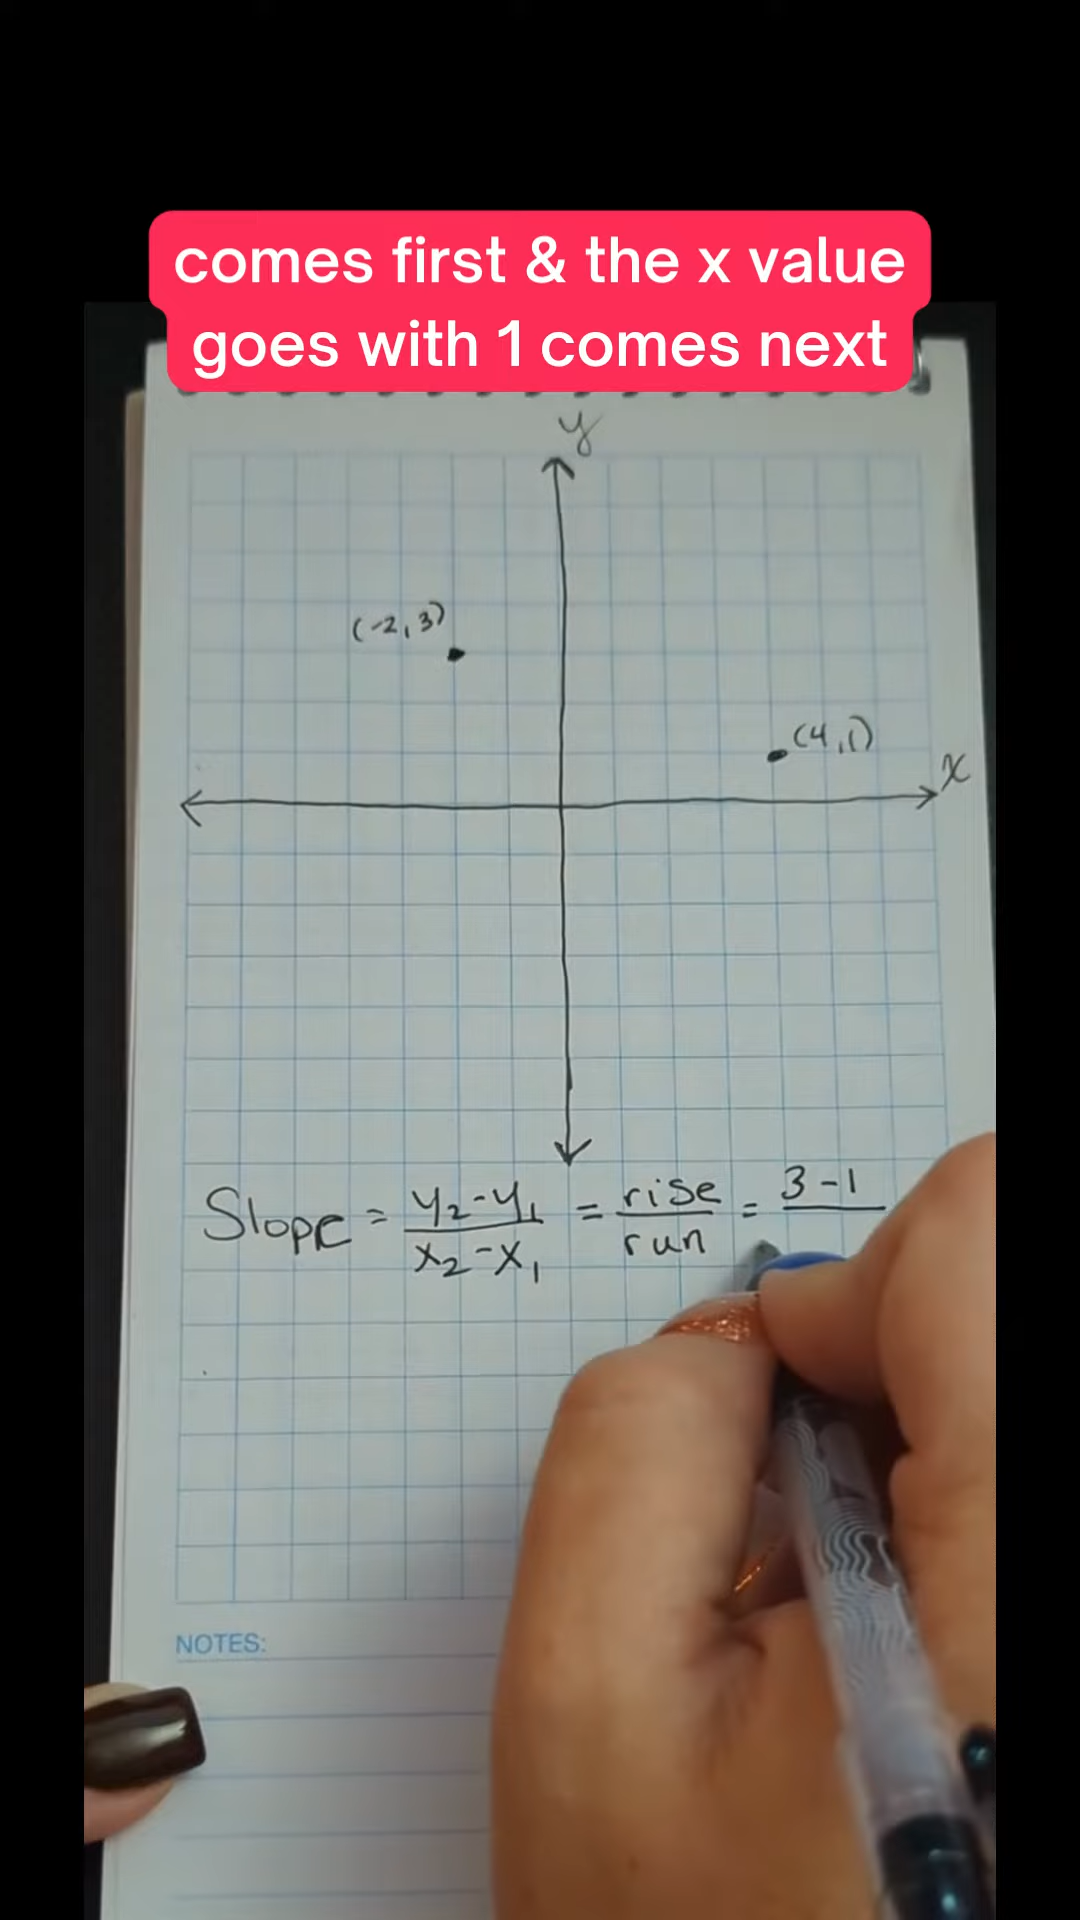 comes first & the x value
goes with 1 comes next
y
(-2, 3)
(4, 1)
x
Slope = y₂-y₁ / x₂-x₁ = rise / run = 3-1
NOTES: